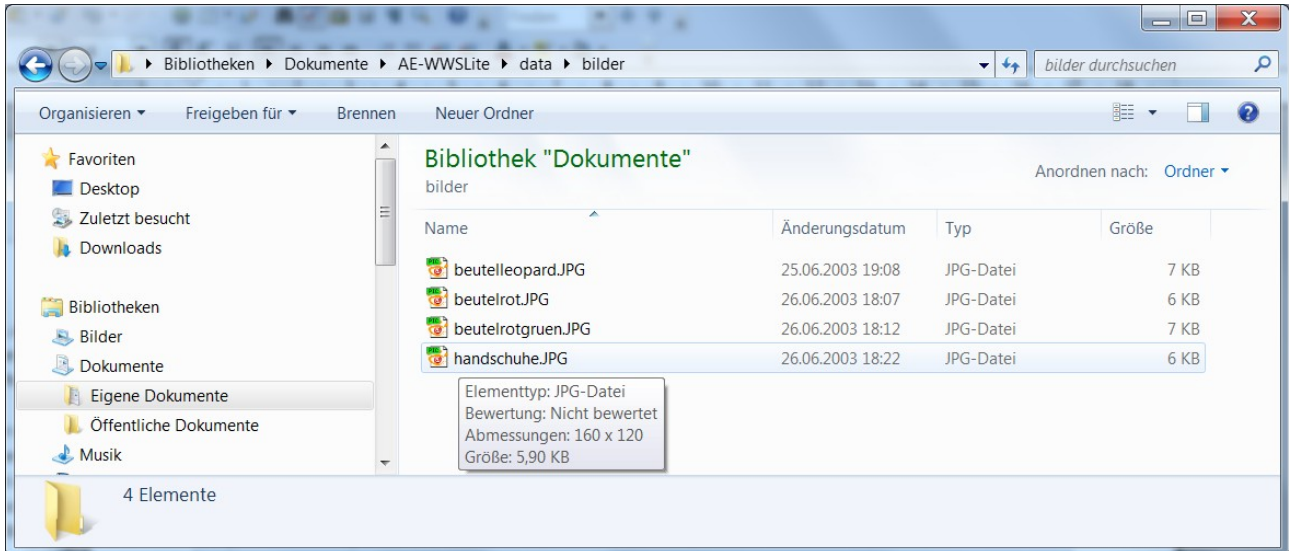 Bibliotheken Dokumente AE-WWSLite data bilder
bilder durchsuchen
Organisieren Freigeben für Brennen Neuer Ordner
Favoriten
Desktop
Zuletzt besucht
Downloads
Bibliotheken
Bilder
Dokumente
Eigene Dokumente
Öffentliche Dokumente
Musik
Bibliothek "Dokumente"
bilder
Anordnen nach: Ordner
Name Änderungsdatum Typ Größe
beutelleopard.JPG 25.06.2003 19:08 JPG-Datei 7 KB
beutelrot.JPG 26.06.2003 18:07 JPG-Datei 6 KB
beutelrotgruen.JPG 26.06.2003 18:12 JPG-Datei 7 KB
handschuhe.JPG 26.06.2003 18:22 JPG-Datei 6 KB
Elementtyp: JPG-Datei
Bewertung: Nicht bewertet
Abmessungen: 160 x 120
Größe: 5,90 KB
4 Elemente